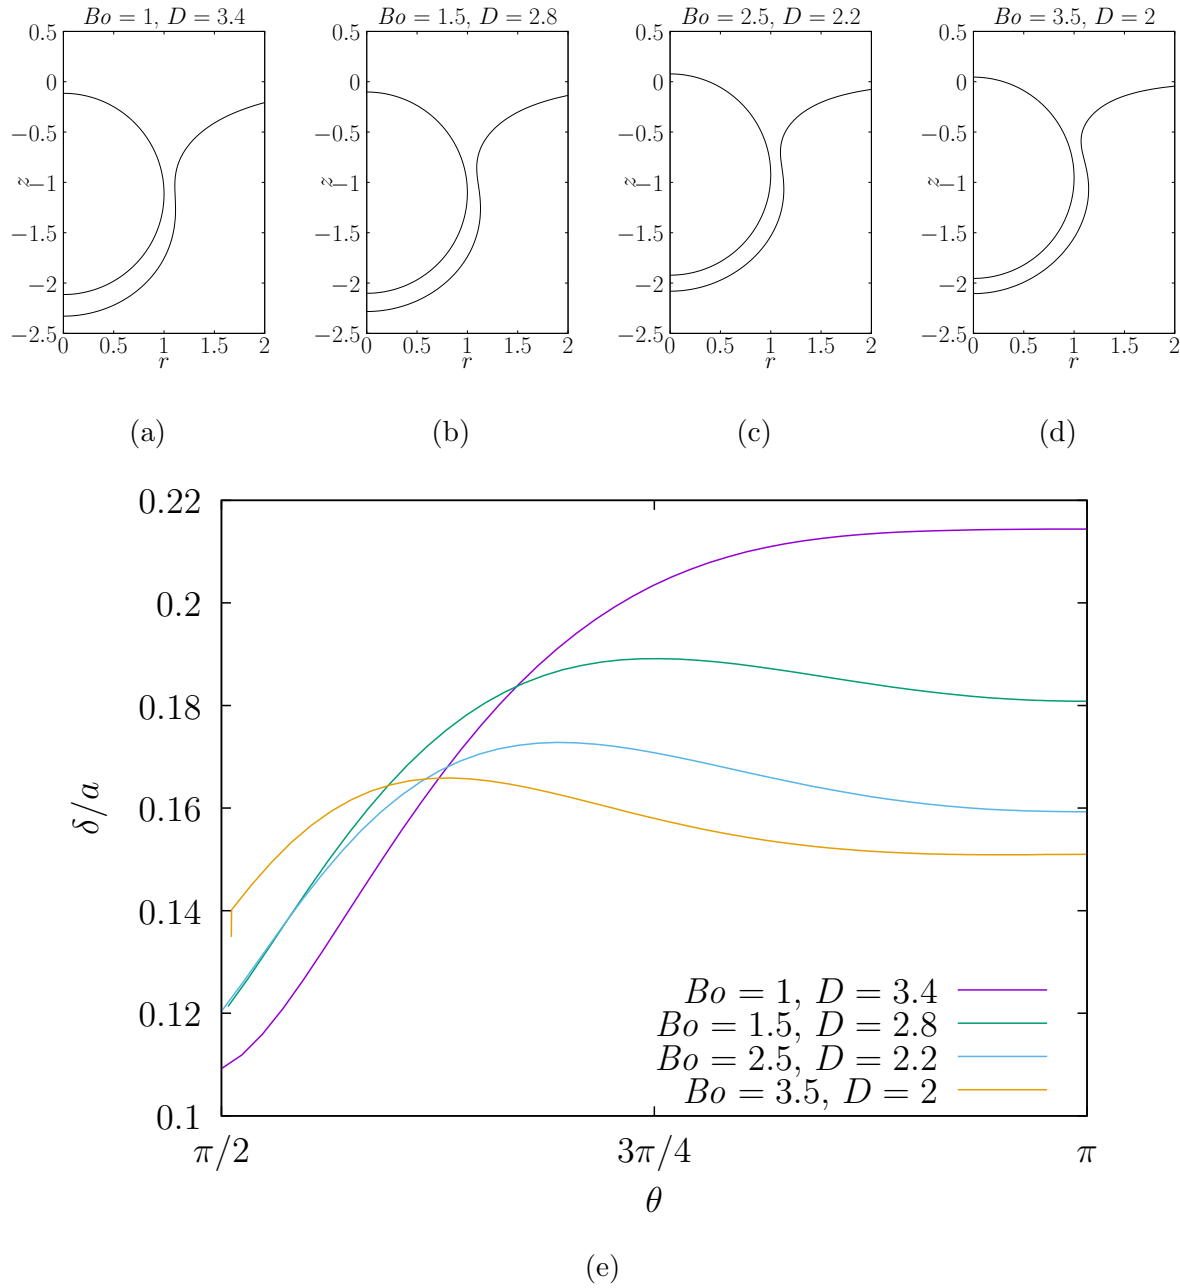 Bo = 1, D = 3.4
0.5
0
−0.5
−1
−1.5
−2
−2.5
z
0 0.5 1 1.5 2
r
(a)
Bo = 1.5, D = 2.8
0.5
0
−0.5
−1
−1.5
−2
−2.5
z
0 0.5 1 1.5 2
r
(b)
Bo = 2.5, D = 2.2
0.5
0
−0.5
−1
−1.5
−2
−2.5
z
0 0.5 1 1.5 2
r
(c)
Bo = 3.5, D = 2
0.5
0
−0.5
−1
−1.5
−2
−2.5
z
0 0.5 1 1.5 2
r
(d)
0.22
0.2
0.18
0.16
0.14
0.12
0.1
δ/a
Bo = 1, D = 3.4
Bo = 1.5, D = 2.8
Bo = 2.5, D = 2.2
Bo = 3.5, D = 2
π/2 3π/4 π
θ
(e)